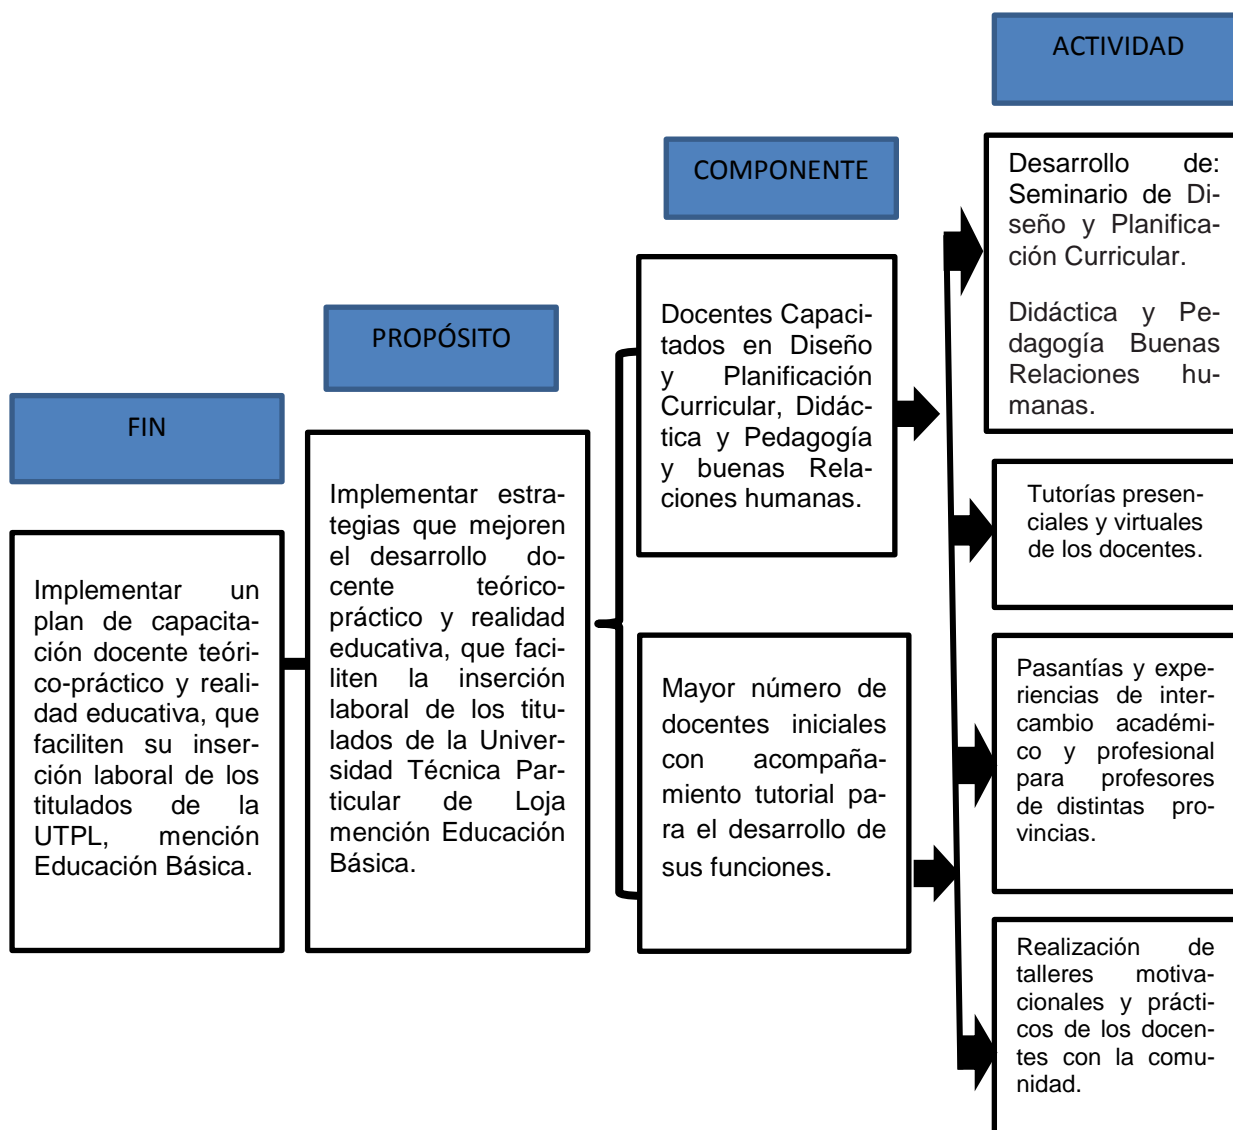 FIN
Implementar un
plan de capacita-
ción docente teóri-
co-práctico y reali-
dad educativa, que
faciliten su inser-
ción laboral de los
titulados de la
UTPL, mención
Educación Básica.
PROPÓSITO
Implementar estra-
tegias que mejoren
el desarrollo do-
cente teórico-
práctico y realidad
educativa, que faci-
liten la inserción
laboral de los titu-
lados de la Univer-
sidad Técnica Par-
ticular de Loja
mención Educación
Básica.
COMPONENTE
Docentes Capaci-
tados en Diseño
y Planificación
Curricular, Didác-
tica y Pedagogía
y buenas Rela-
ciones humanas.
Mayor número de
docentes iniciales
con acompaña-
miento tutorial pa-
ra el desarrollo de
sus funciones.
ACTIVIDAD
Desarrollo de:
Seminario de Di-
seño y Planifica-
ción Curricular.
Didáctica y Pe-
dagogía Buenas
Relaciones hu-
manas.
Tutorías presen-
ciales y virtuales
de los docentes.
Pasantías y expe-
riencias de inter-
cambio académi-
co y profesional
para profesores
de distintas pro-
vincias.
Realización de
talleres motiva-
cionales y prácti-
cos de los docen-
tes con la comu-
nidad.